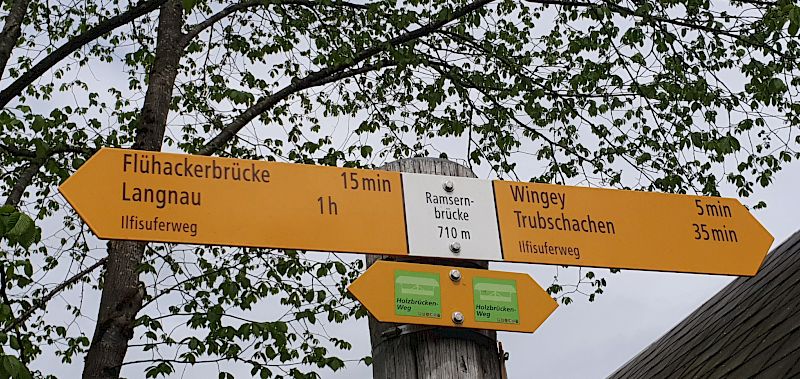 Flühackerbrücke 15 min
Langnau 1 h
Ilfisuferweg
Ramsern-
brücke
710 m
Wingey 5 min
Trubschachen 35 min
Ilfisuferweg
Holzbrücken-
Weg
Holzbrücken-
Weg